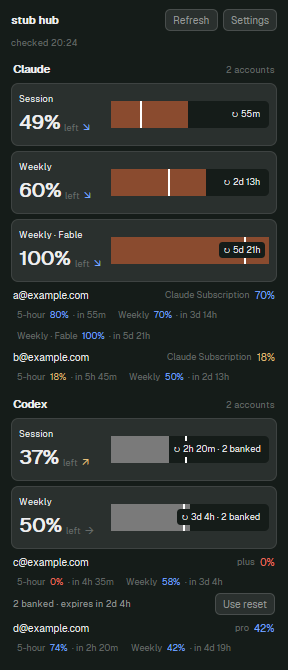 stub hub Refresh Settings
checked 20:24
Claude 2 accounts
Session
49% left ↘ ↻ 55m
Weekly
60% left ↘ ↻ 2d 13h
Weekly · Fable
100% left ↘ ↻ 5d 21h
a@example.com Claude Subscription 70%
5-hour 80% · in 55m Weekly 70% · in 3d 14h
Weekly · Fable 100% · in 5d 21h
b@example.com Claude Subscription 18%
5-hour 18% · in 5h 45m Weekly 50% · in 2d 13h
Codex 2 accounts
Session
37% left ↗ ↻ 2h 20m · 2 banked
Weekly
50% left → ↻ 3d 4h · 2 banked
c@example.com plus 0%
5-hour 0% · in 4h 35m Weekly 58% · in 3d 4h
2 banked · expires in 2d 4h Use reset
d@example.com pro 42%
5-hour 74% · in 2h 20m Weekly 42% · in 4d 19h